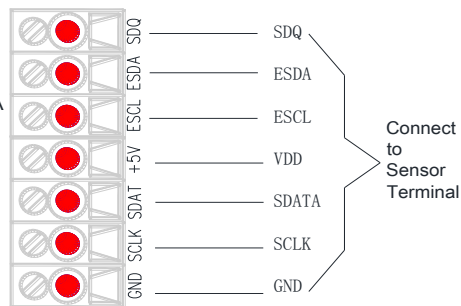 SDQ SDQ
ESDA ESDA
ESCL ESCL
+5V VDD
SDAT SDATA
SCLK SCLK
GND GND
A
Connect
to
Sensor
Terminal